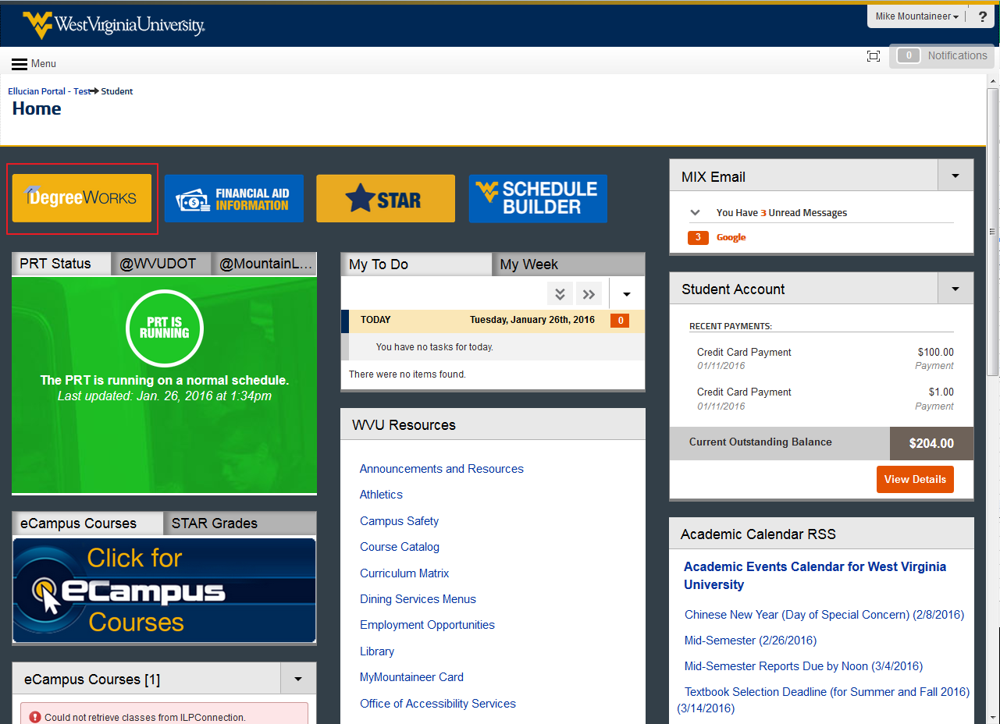 West Virginia University.
Mike Mountaineer
?
Menu
0 Notifications
Ellucian Portal - Test Student
Home
DegreeWorks
FINANCIAL AID
INFORMATION
STAR
SCHEDULE
BUILDER
PRT Status @WVUDOT @MountainL...
PRT IS
RUNNING
The PRT is running on a normal schedule.
Last updated: Jan. 26, 2016 at 1:34pm
eCampus Courses STAR Grades
Click for
eCampus
Courses
eCampus Courses [1]
Could not retrieve classes from ILPConnection.
My To Do My Week
TODAY Tuesday, January 26th, 2016 0
You have no tasks for today.
There were no items found.
WVU Resources
Announcements and Resources
Athletics
Campus Safety
Course Catalog
Curriculum Matrix
Dining Services Menus
Employment Opportunities
Library
MyMountaineer Card
Office of Accessibility Services
MIX Email
You Have 3 Unread Messages
3 Google
Student Account
RECENT PAYMENTS:
Credit Card Payment $100.00
01/11/2016 Payment
Credit Card Payment $1.00
01/11/2016 Payment
Current Outstanding Balance $204.00
View Details
Academic Calendar RSS
Academic Events Calendar for West Virginia
University
Chinese New Year (Day of Special Concern) (2/8/2016)
Mid-Semester (2/26/2016)
Mid-Semester Reports Due by Noon (3/4/2016)
Textbook Selection Deadline (for Summer and Fall 2016)
(3/14/2016)